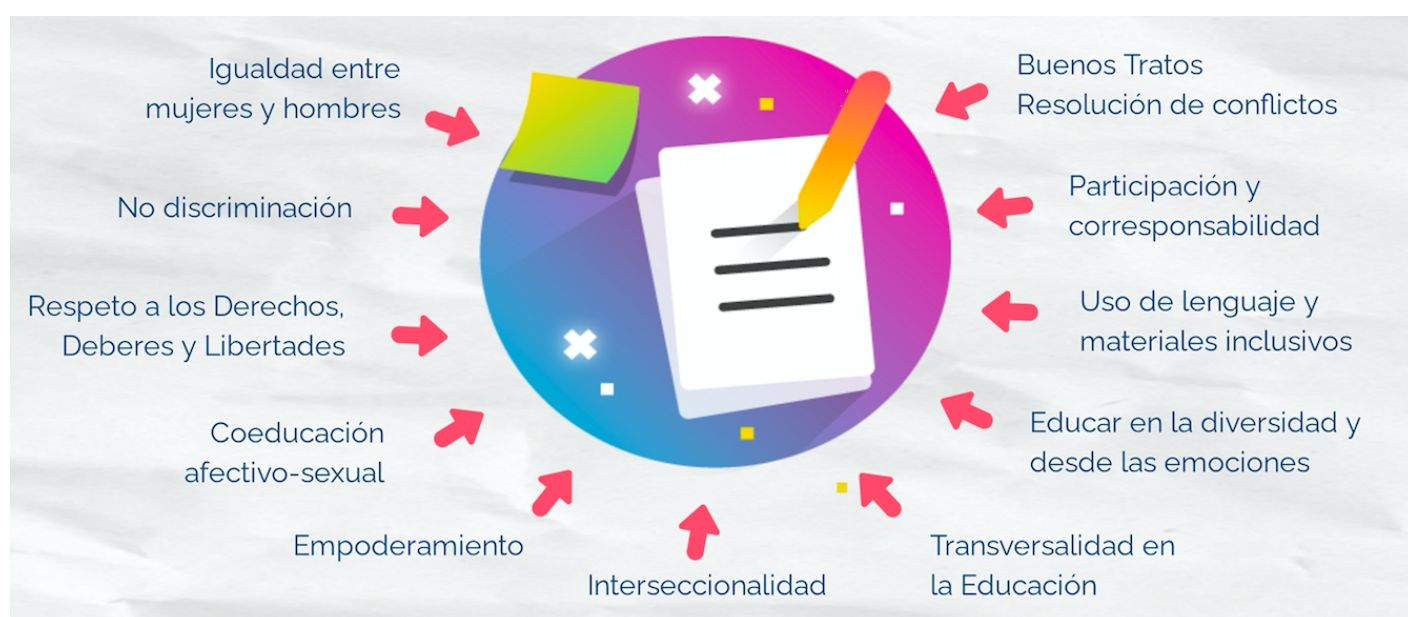 Igualdad entre
mujeres y hombres
No discriminación
Respeto a los Derechos,
Deberes y Libertades
Coeducación
afectivo-sexual
Empoderamiento
Interseccionalidad
Buenos Tratos
Resolución de conflictos
Participación y
corresponsabilidad
Uso de lenguaje y
materiales inclusivos
Educar en la diversidad y
desde las emociones
Transversalidad en
la Educación